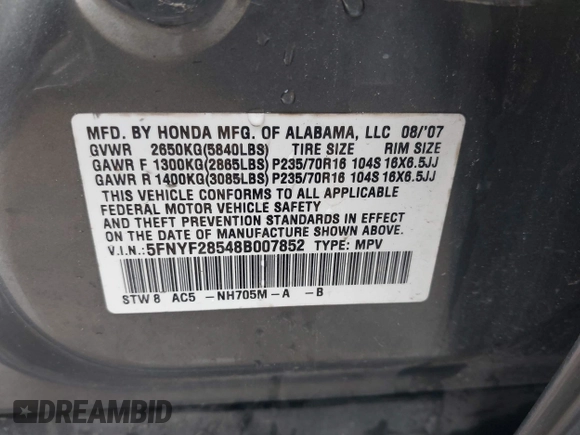 MFD. BY HONDA MFG. OF ALABAMA, LLC 08/'07
GVWR 2650KG(5840LBS) TIRE SIZE RIM SIZE
GAWR F 1300KG(2865LBS) P235/70R16 104S 16X6.5JJ
GAWR R 1400KG(3085LBS) P235/70R16 104S 16X6.5JJ
THIS VEHICLE CONFORMS TO ALL APPLICABLE
FEDERAL MOTOR VEHICLE SAFETY
AND THEFT PREVENTION STANDARDS IN EFFECT
ON THE DATE OF MANUFACTURE SHOWN ABOVE.
V.I.N.:5FNYF28548B007852 TYPE: MPV
STW8 AC5 -NH705M-A -B
DREAMBID